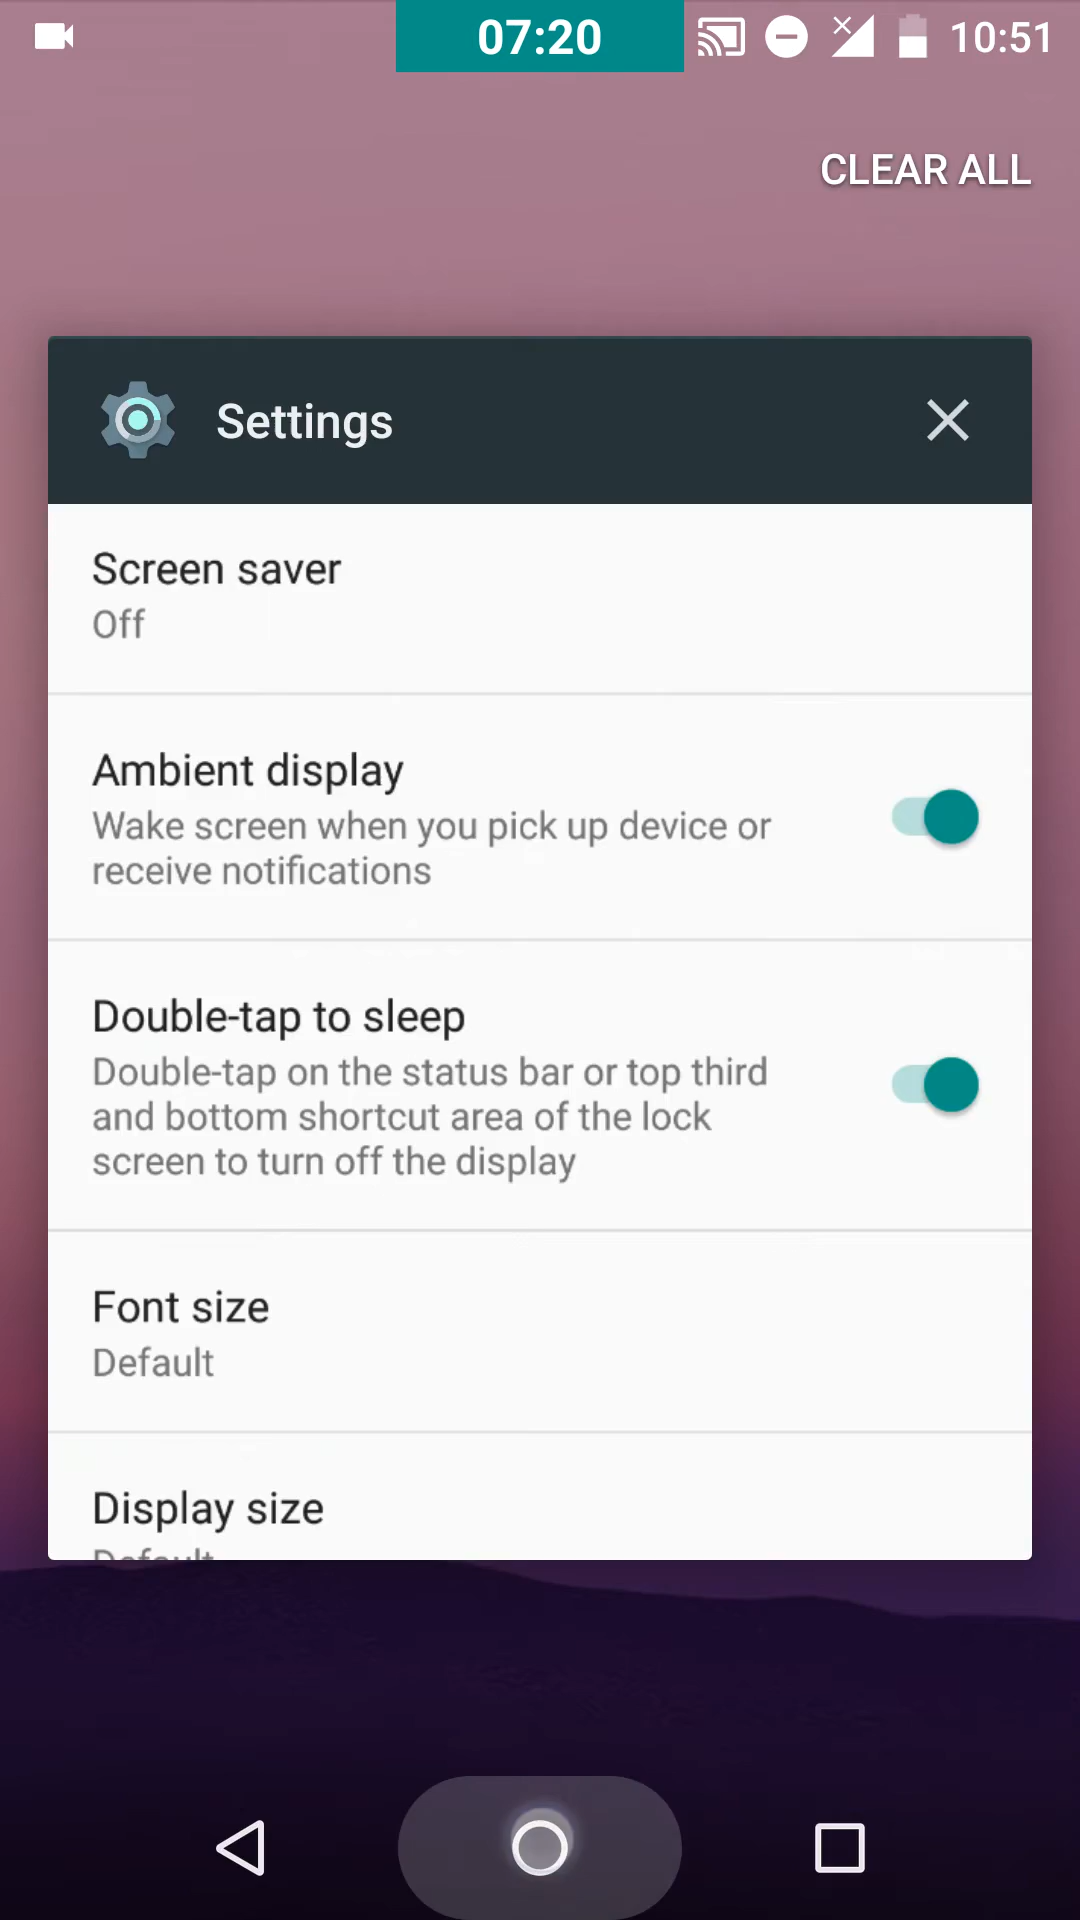 07:20
10:51
CLEAR ALL
Settings
Screen saver
Off
Ambient display
Wake screen when you pick up device or
receive notifications
Double-tap to sleep
Double-tap on the status bar or top third
and bottom shortcut area of the lock
screen to turn off the display
Font size
Default
Display size
Default